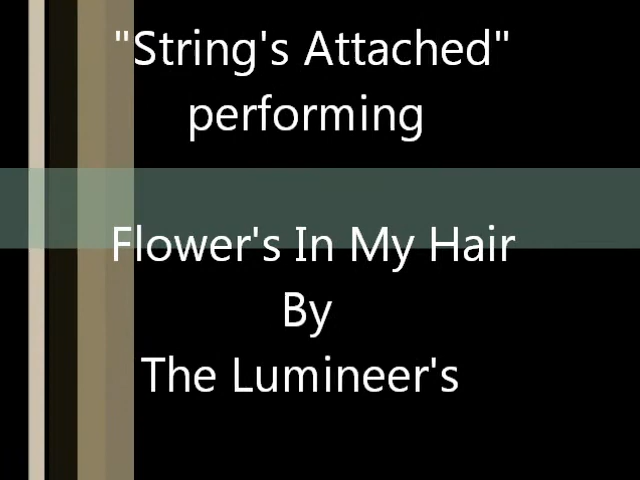 "String's Attached"
performing
Flower's In My Hair
By
The Lumineer's